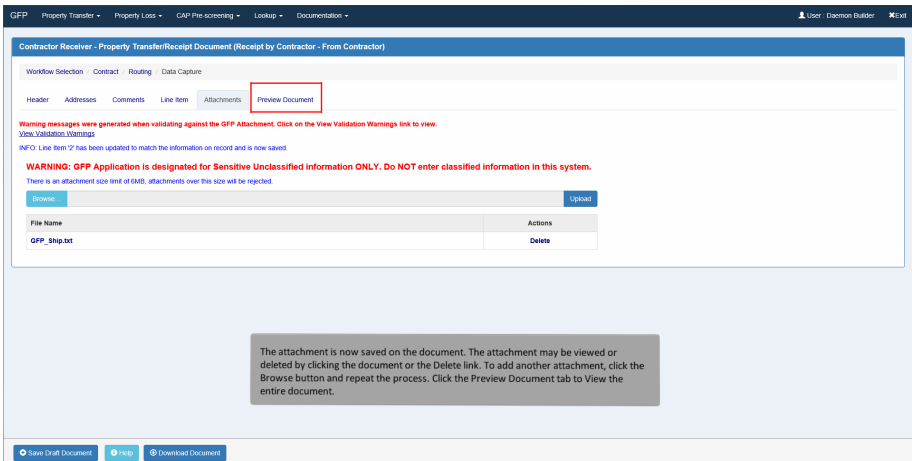 GFP Property Transfer Property Loss CAP Pre-screening Lookup Documentation User : Daemon Builder Exit
Contractor Receiver - Property Transfer/Receipt Document (Receipt by Contractor - From Contractor)
Workflow Selection / Contract / Routing / Data Capture
Header Addresses Comments Line Item Attachments Preview Document
Warning messages were generated when validating against the GFP Attachment. Click on the View Validation Warnings link to view.
View Validation Warnings
INFO: Line Item '2' has been updated to match the information on record and is now saved.
WARNING: GFP Application is designated for Sensitive Unclassified information ONLY. Do NOT enter classified information in this system.
There is an attachment size limit of 6MB, attachments over this size will be rejected.
Browse... Upload
File Name Actions
GFP_Ship.txt Delete
The attachment is now saved on the document. The attachment may be viewed or
deleted by clicking the document or the Delete link. To add another attachment, click the
Browse button and repeat the process. Click the Preview Document tab to View the
entire document.
Save Draft Document Help Download Document